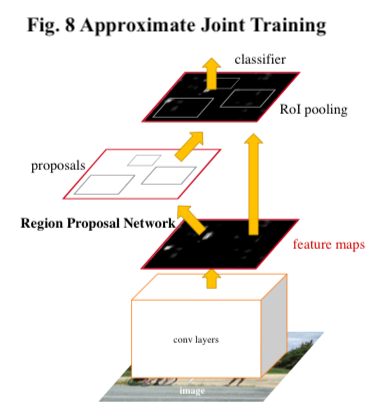 Fig. 8 Approximate Joint Training
classifier
RoI pooling
proposals
Region Proposal Network
feature maps
conv layers
image